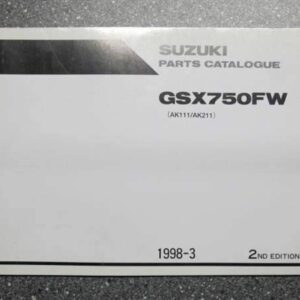 SUZUKI
PARTS CATALOGUE
GSX750FW
(AK111/AK211)
1998-3
2ND EDITION